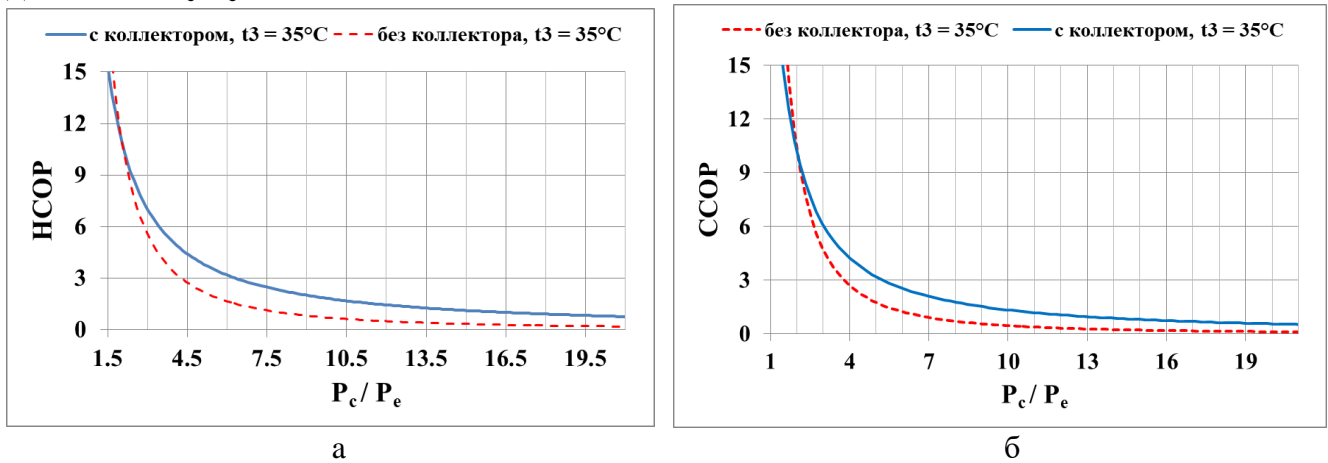 с коллектором, t3 = 35°C без коллектора, t3 = 35°C
15
12
9
6
3
0
HCOP
1.5 4.5 7.5 10.5 13.5 16.5 19.5
Pc / Pe
а
без коллектора, t3 = 35°C с коллектором, t3 = 35°C
15
12
9
6
3
0
CCOP
1 4 7 10 13 16 19
Pc / Pe
б